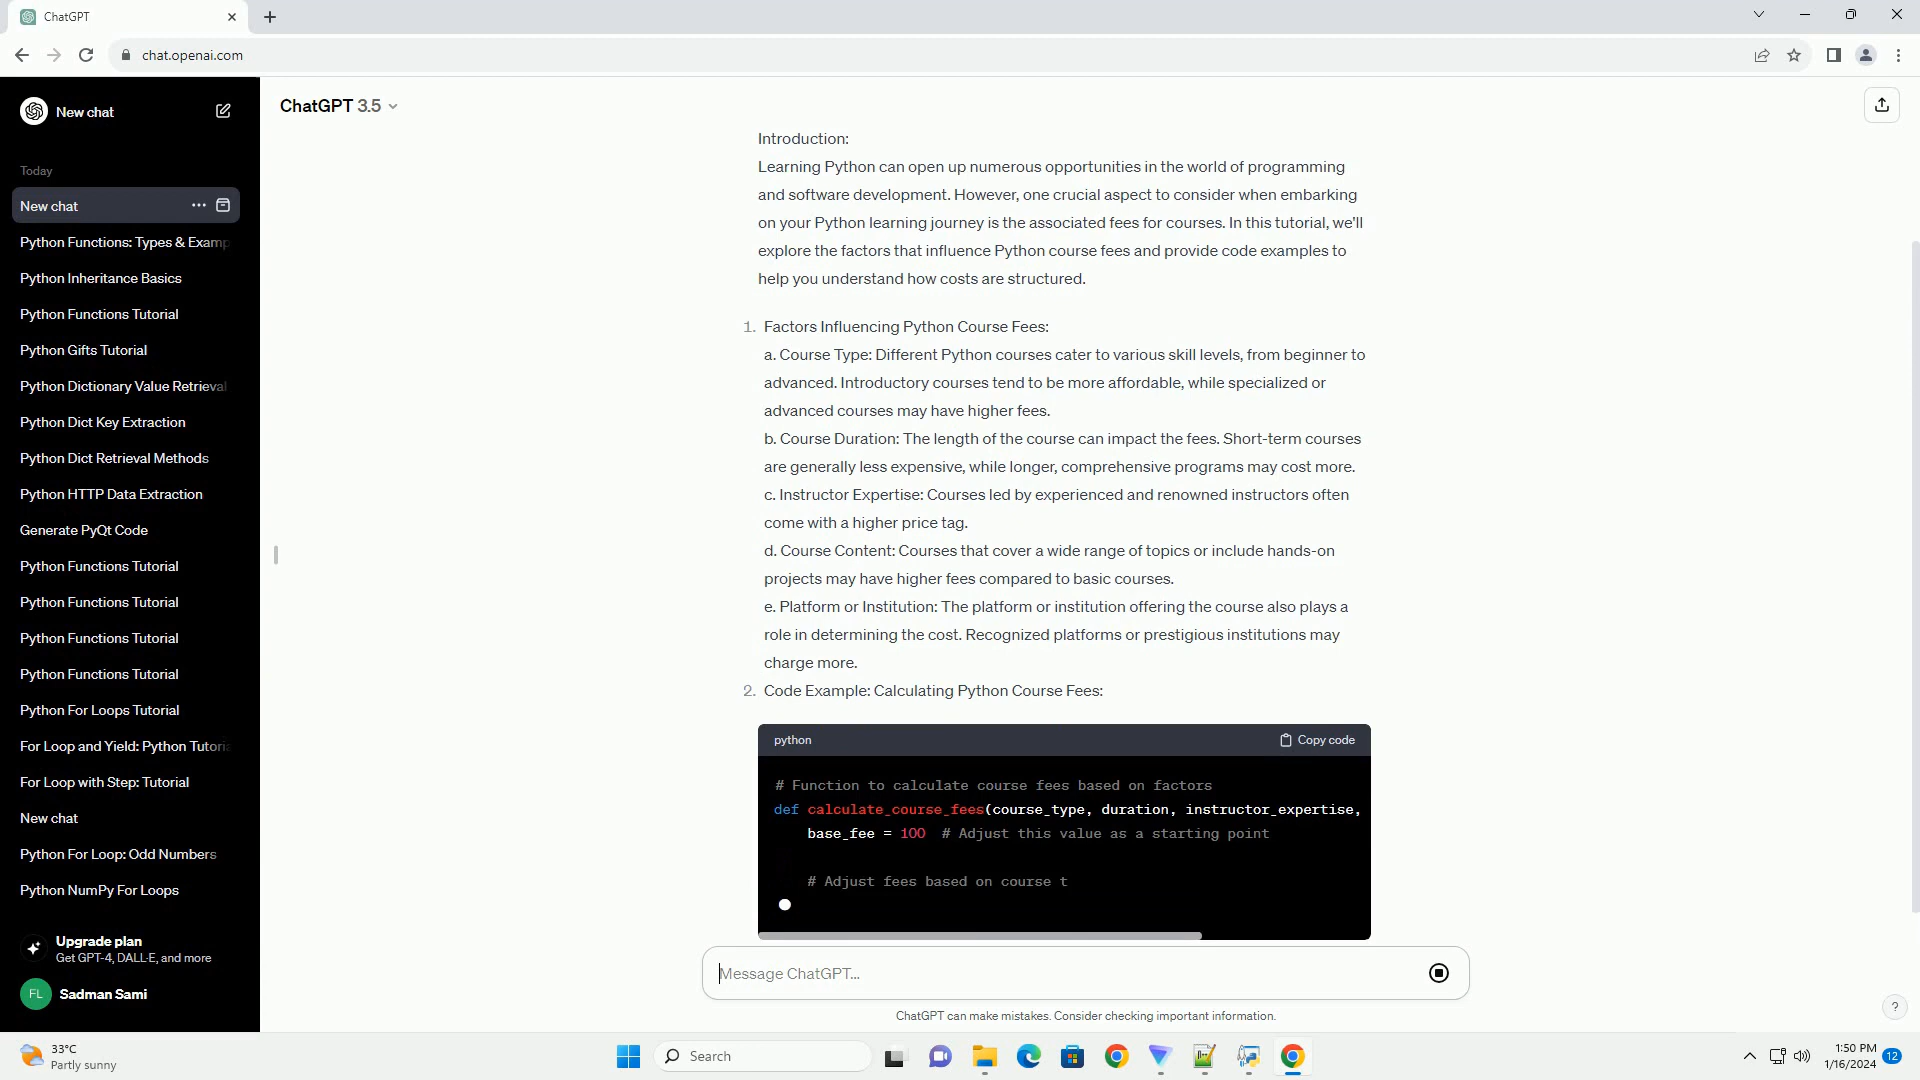 ChatGPT
chat.openai.com
New chat
ChatGPT 3.5
Today
New chat
Python Functions: Types & Examp
Python Inheritance Basics
Python Functions Tutorial
Python Gifts Tutorial
Python Dictionary Value Retrieval
Python Dict Key Extraction
Python Dict Retrieval Methods
Python HTTP Data Extraction
Generate PyQt Code
Python Functions Tutorial
Python Functions Tutorial
Python Functions Tutorial
Python Functions Tutorial
Python For Loops Tutorial
For Loop and Yield: Python Tutoria
For Loop with Step: Tutorial
New chat
Python For Loop: Odd Numbers
Python NumPy For Loops
Upgrade plan
Get GPT-4, DALL·E, and more
FL
Sadman Sami
Introduction:
Learning Python can open up numerous opportunities in the world of programming
and software development. However, one crucial aspect to consider when embarking
on your Python learning journey is the associated fees for courses. In this tutorial, we'll
explore the factors that influence Python course fees and provide code examples to
help you understand how costs are structured.
1. Factors Influencing Python Course Fees:
a. Course Type: Different Python courses cater to various skill levels, from beginner to
advanced. Introductory courses tend to be more affordable, while specialized or
advanced courses may have higher fees.
b. Course Duration: The length of the course can impact the fees. Short-term courses
are generally less expensive, while longer, comprehensive programs may cost more.
c. Instructor Expertise: Courses led by experienced and renowned instructors often
come with a higher price tag.
d. Course Content: Courses that cover a wide range of topics or include hands-on
projects may have higher fees compared to basic courses.
e. Platform or Institution: The platform or institution offering the course also plays a
role in determining the cost. Recognized platforms or prestigious institutions may
charge more.
2. Code Example: Calculating Python Course Fees:
python
Copy code
# Function to calculate course fees based on factors
def calculate_course_fees(course_type, duration, instructor_expertise,
base_fee = 100 # Adjust this value as a starting point
# Adjust fees based on course t
Message ChatGPT...
ChatGPT can make mistakes. Consider checking important information.
?
33°C
Partly sunny
Search
1:50 PM
1/16/2024
12